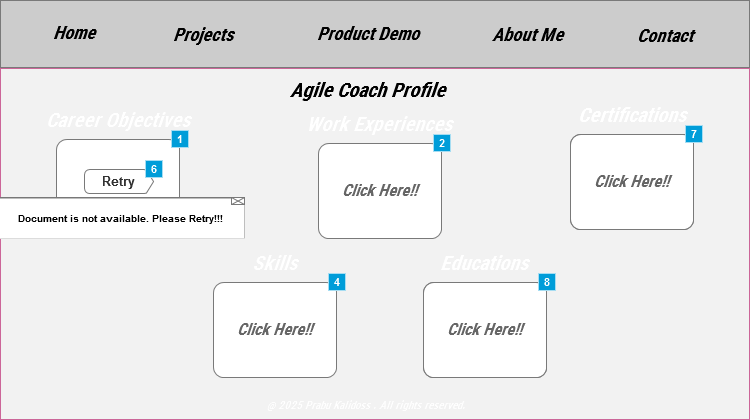 Home Projects Product Demo About Me Contact
Agile Coach Profile
Career Objectives
1
6
Retry
Document is not available. Please Retry!!!
Work Experiences
2
Click Here!!
Certifications
7
Click Here!!
Skills
4
Click Here!!
Educations
8
Click Here!!
@ 2025 Prabu Kalidoss . All rights reserved.